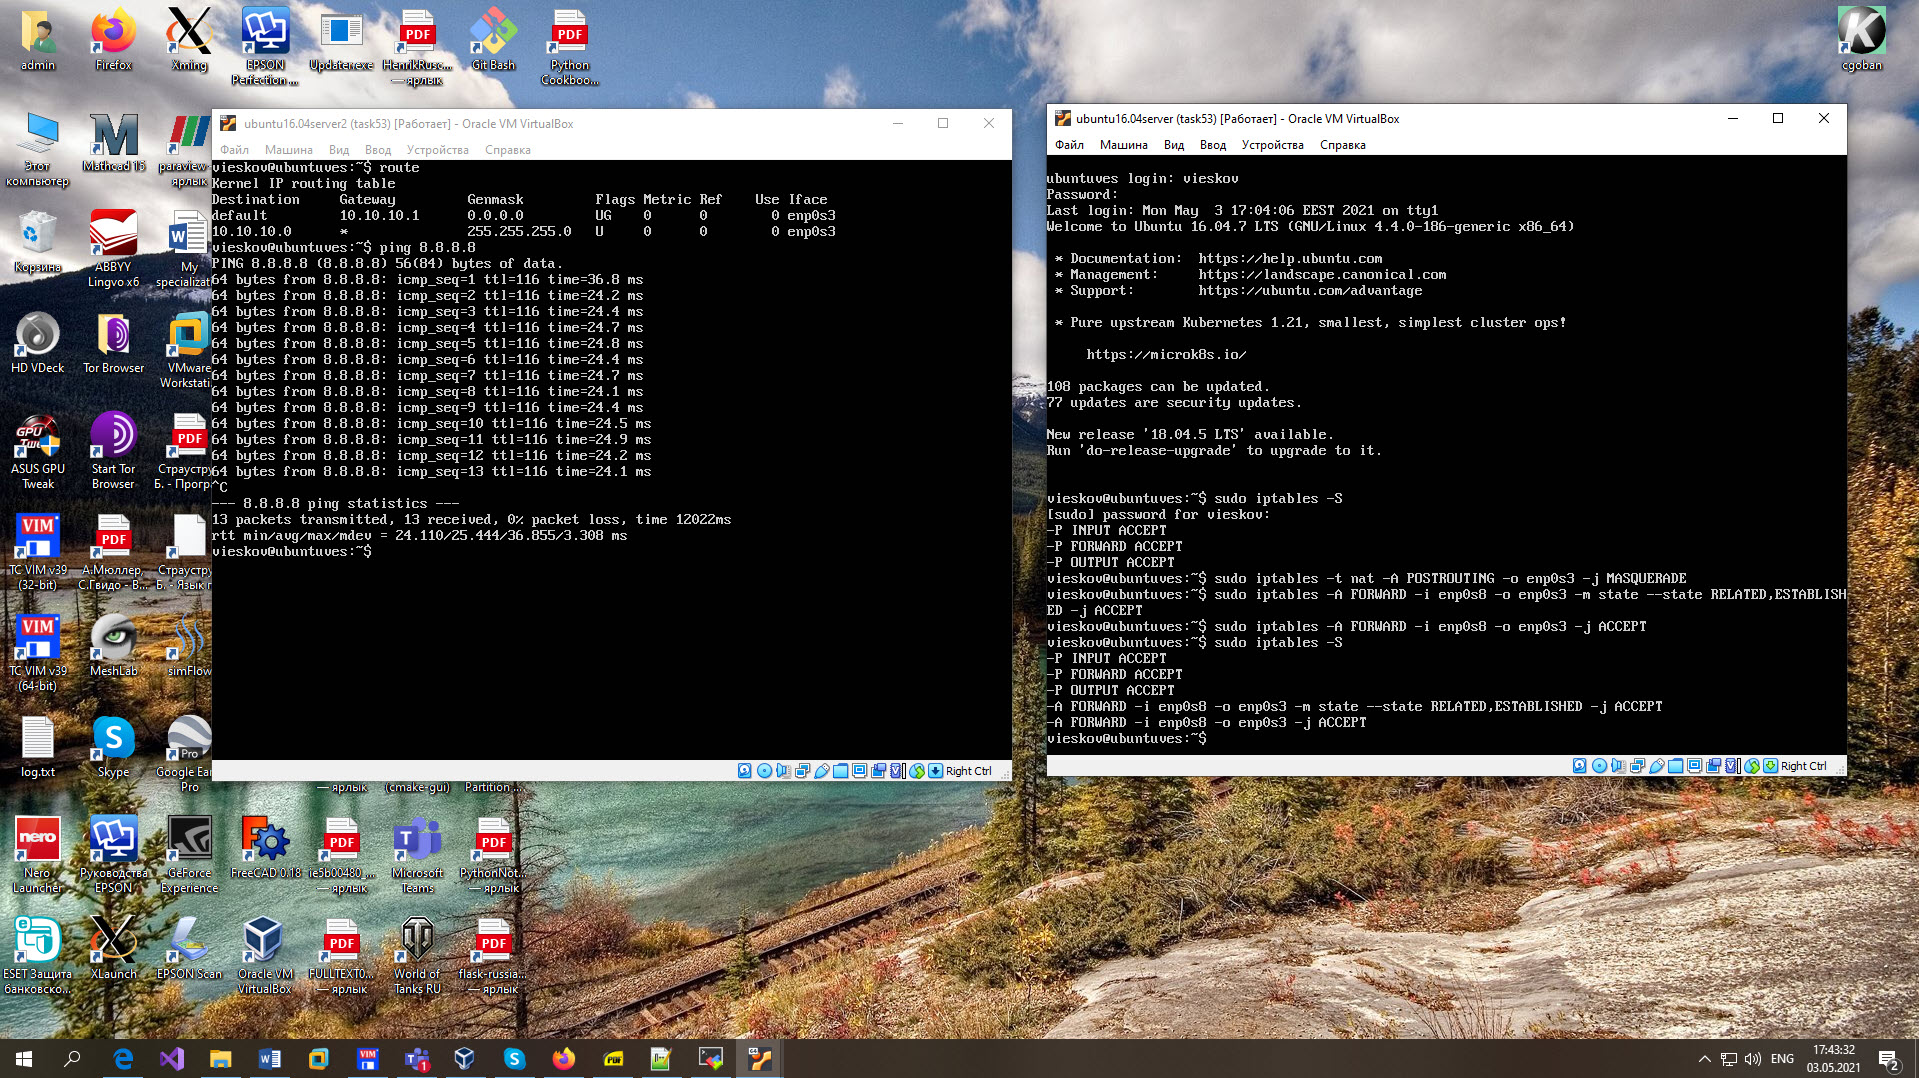 admin
Firefox
Xming
EPSON Perfection ...
Updater.exe
HenrikRusc... — ярлык
Git Bash
Python Cookboo...
cgoban
Этот компьютер
Mathcad 15
paraview - ярлык
Корзина
ABBYY Lingvo x6
My specializat
HD VDeck
Tor Browser
VMware Workstati
ASUS GPU Tweak
Start Tor Browser
Страустру Б. - Прогр
TC VIM v39 (32-bit)
А.Мюллер, С.Гвидо - В...
Страустру Б. - Язык п
TC VIM v39 (64-bit)
MeshLab
simFlow
log.txt
Skype
Google Ear Pro
— ярлык
(cmake-gui)
Partition ...
Nero Launcher
Руководства EPSON
GeForce Experience
FreeCAD 0.18
ie5b00480_... — ярлык
Microsoft Teams
PythonNot... — ярлык
ESET Защита банковско...
XLaunch
EPSON Scan
Oracle VM VirtualBox
FULLTEXT0... — ярлык
World of Tanks RU
flask-russia... — ярлык
ubuntu16.04server2 (task53) [Работает] - Oracle VM VirtualBox
Файл Машина Вид Ввод Устройства Справка
vieskov@ubuntuves:~$ route
Kernel IP routing table
Destination Gateway Genmask Flags Metric Ref Use Iface
default 10.10.10.1 0.0.0.0 UG 0 0 0 enp0s3
10.10.10.0 * 255.255.255.0 U 0 0 0 enp0s3
vieskov@ubuntuves:~$ ping 8.8.8.8
PING 8.8.8.8 (8.8.8.8) 56(84) bytes of data.
64 bytes from 8.8.8.8: icmp_seq=1 ttl=116 time=36.8 ms
64 bytes from 8.8.8.8: icmp_seq=2 ttl=116 time=24.2 ms
64 bytes from 8.8.8.8: icmp_seq=3 ttl=116 time=24.4 ms
64 bytes from 8.8.8.8: icmp_seq=4 ttl=116 time=24.7 ms
64 bytes from 8.8.8.8: icmp_seq=5 ttl=116 time=24.8 ms
64 bytes from 8.8.8.8: icmp_seq=6 ttl=116 time=24.4 ms
64 bytes from 8.8.8.8: icmp_seq=7 ttl=116 time=24.7 ms
64 bytes from 8.8.8.8: icmp_seq=8 ttl=116 time=24.1 ms
64 bytes from 8.8.8.8: icmp_seq=9 ttl=116 time=24.4 ms
64 bytes from 8.8.8.8: icmp_seq=10 ttl=116 time=24.5 ms
64 bytes from 8.8.8.8: icmp_seq=11 ttl=116 time=24.9 ms
64 bytes from 8.8.8.8: icmp_seq=12 ttl=116 time=24.2 ms
64 bytes from 8.8.8.8: icmp_seq=13 ttl=116 time=24.1 ms
^C
--- 8.8.8.8 ping statistics ---
13 packets transmitted, 13 received, 0% packet loss, time 12022ms
rtt min/avg/max/mdev = 24.110/25.444/36.855/3.308 ms
vieskov@ubuntuves:~$
Right Ctrl
ubuntu16.04server (task53) [Работает] - Oracle VM VirtualBox
Файл Машина Вид Ввод Устройства Справка
ubuntuves login: vieskov
Password:
Last login: Mon May  3 17:04:06 EEST 2021 on tty1
Welcome to Ubuntu 16.04.7 LTS (GNU/Linux 4.4.0-186-generic x86_64)
* Documentation:  https://help.ubuntu.com
* Management:     https://landscape.canonical.com
* Support:        https://ubuntu.com/advantage
* Pure upstream Kubernetes 1.21, smallest, simplest cluster ops!
https://microk8s.io/
108 packages can be updated.
77 updates are security updates.
New release '18.04.5 LTS' available.
Run 'do-release-upgrade' to upgrade to it.
vieskov@ubuntuves:~$ sudo iptables -S
[sudo] password for vieskov:
-P INPUT ACCEPT
-P FORWARD ACCEPT
-P OUTPUT ACCEPT
vieskov@ubuntuves:~$ sudo iptables -t nat -A POSTROUTING -o enp0s3 -j MASQUERADE
vieskov@ubuntuves:~$ sudo iptables -A FORWARD -i enp0s8 -o enp0s3 -m state --state RELATED,ESTABLISH
ED -j ACCEPT
vieskov@ubuntuves:~$ sudo iptables -A FORWARD -i enp0s8 -o enp0s3 -j ACCEPT
vieskov@ubuntuves:~$ sudo iptables -S
-P INPUT ACCEPT
-P FORWARD ACCEPT
-P OUTPUT ACCEPT
-A FORWARD -i enp0s8 -o enp0s3 -m state --state RELATED,ESTABLISHED -j ACCEPT
-A FORWARD -i enp0s8 -o enp0s3 -j ACCEPT
vieskov@ubuntuves:~$
Right Ctrl
ENG
17:43:32
03.05.2021
2